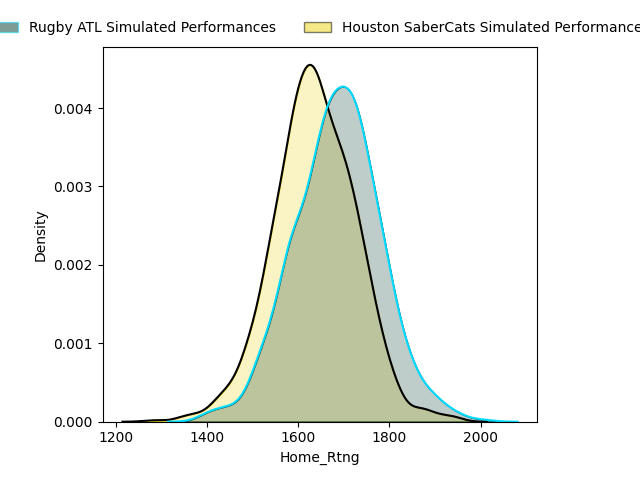 Rugby ATL Simulated Performances Houston SaberCats Simulated Performance
0.004
0.003
0.002
0.001
0.000
Density
1200 1400 1600 1800 2000
Home_Rtng